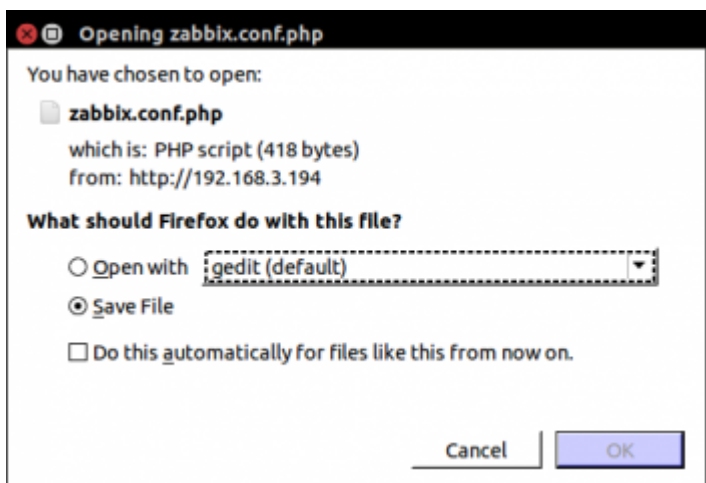 Opening zabbix.conf.php
You have chosen to open:
zabbix.conf.php
which is: PHP script (418 bytes)
from: http://192.168.3.194
What should Firefox do with this file?
Open with gedit (default)
Save File
Do this automatically for files like this from now on.
Cancel OK